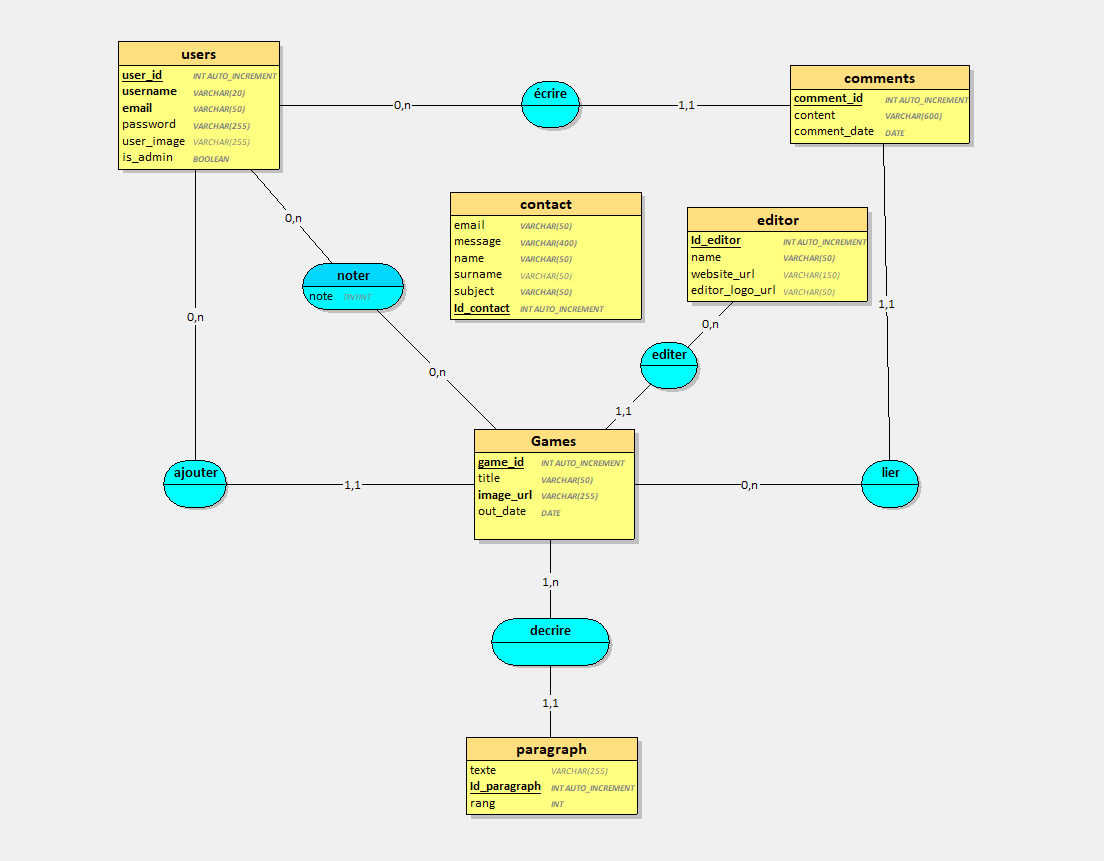 users
user_id INT AUTO_INCREMENT
username VARCHAR(20)
email VARCHAR(50)
password VARCHAR(255)
user_image VARCHAR(255)
is_admin BOOLEAN
0,n
écrire
1,1
comments
comment_id INT AUTO_INCREMENT
content VARCHAR(600)
comment_date DATE
0,n
noter
note TINYINT
contact
email VARCHAR(50)
message VARCHAR(400)
name VARCHAR(50)
surname VARCHAR(50)
subject VARCHAR(50)
Id_contact INT AUTO_INCREMENT
editor
Id_editor INT AUTO_INCREMENT
name VARCHAR(50)
website_url VARCHAR(150)
editor_logo_url VARCHAR(50)
0,n
0,n
1,1
editer
0,n
1,1
Games
game_id INT AUTO_INCREMENT
title VARCHAR(50)
image_url VARCHAR(255)
out_date DATE
ajouter
1,1
0,n
lier
1,n
decrire
1,1
paragraph
texte VARCHAR(255)
Id_paragraph INT AUTO_INCREMENT
rang INT